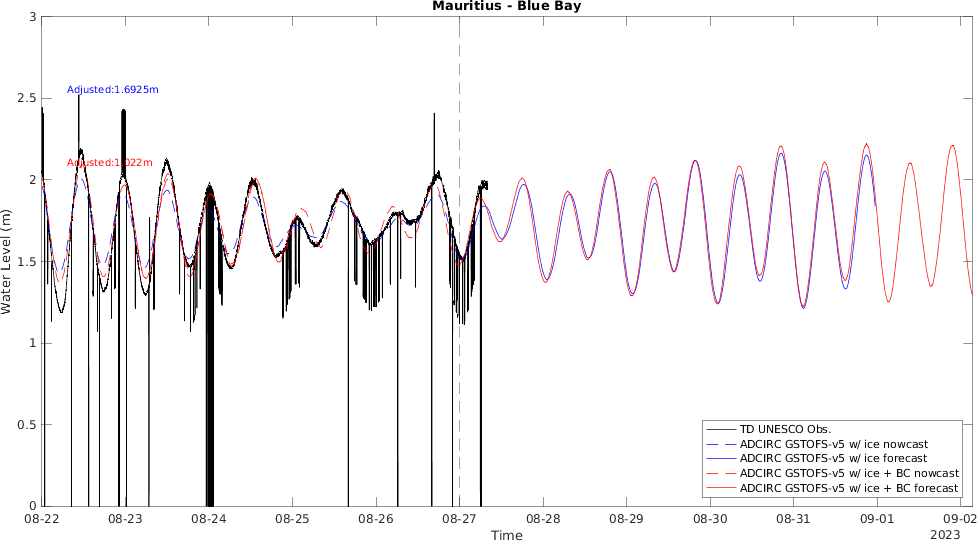 Mauritius - Blue Bay
Water Level (m)
3
2.5
2
1.5
1
0.5
0
Adjusted:1.6925m
Adjusted:1.022m
TD UNESCO Obs.
ADCIRC GSTOFS-v5 w/ ice nowcast
ADCIRC GSTOFS-v5 w/ ice forecast
ADCIRC GSTOFS-v5 w/ ice + BC nowcast
ADCIRC GSTOFS-v5 w/ ice + BC forecast
08-22 08-23 08-24 08-25 08-26 08-27 08-28 08-29 08-30 08-31 09-01 09-02
Time
2023